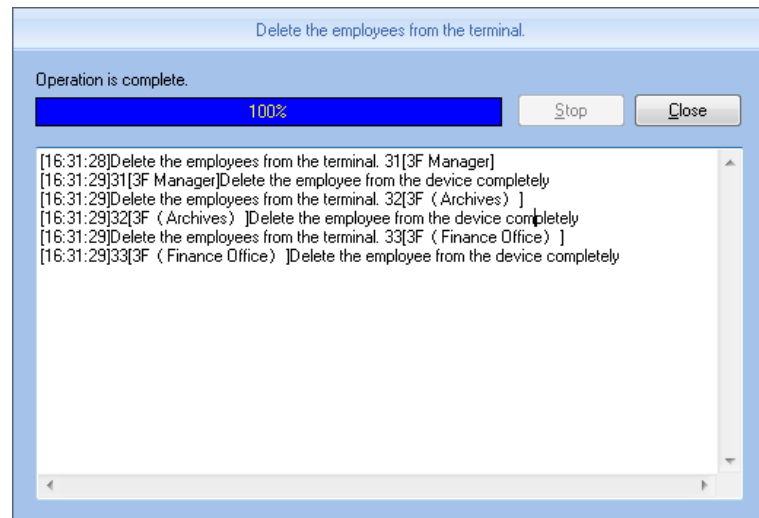 Delete the employees from the terminal.
Operation is complete.
100%
Stop
Close
[16:31:28]Delete the employees from the terminal. 31[3F Manager]
[16:31:29]31[3F Manager]Delete the employee from the device completely
[16:31:29]Delete the employees from the terminal. 32[3F（Archives）]
[16:31:29]32[3F（Archives）]Delete the employee from the device completely
[16:31:29]Delete the employees from the terminal. 33[3F（Finance Office）]
[16:31:29]33[3F（Finance Office）]Delete the employee from the device completely